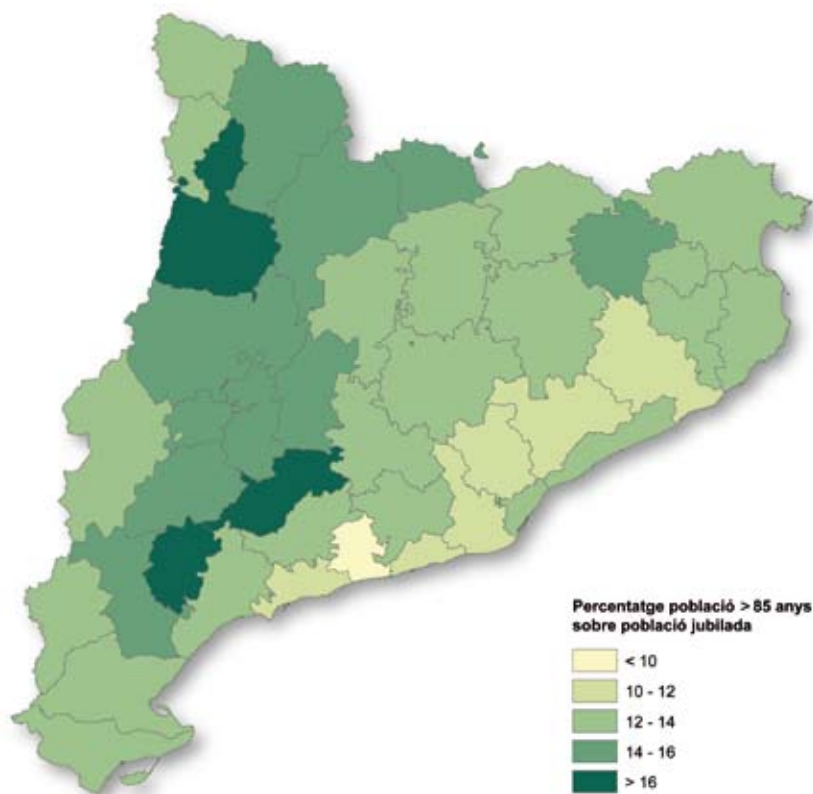 Percentatge població > 85 anys
sobre població jubilada
< 10
10 - 12
12 - 14
14 - 16
> 16